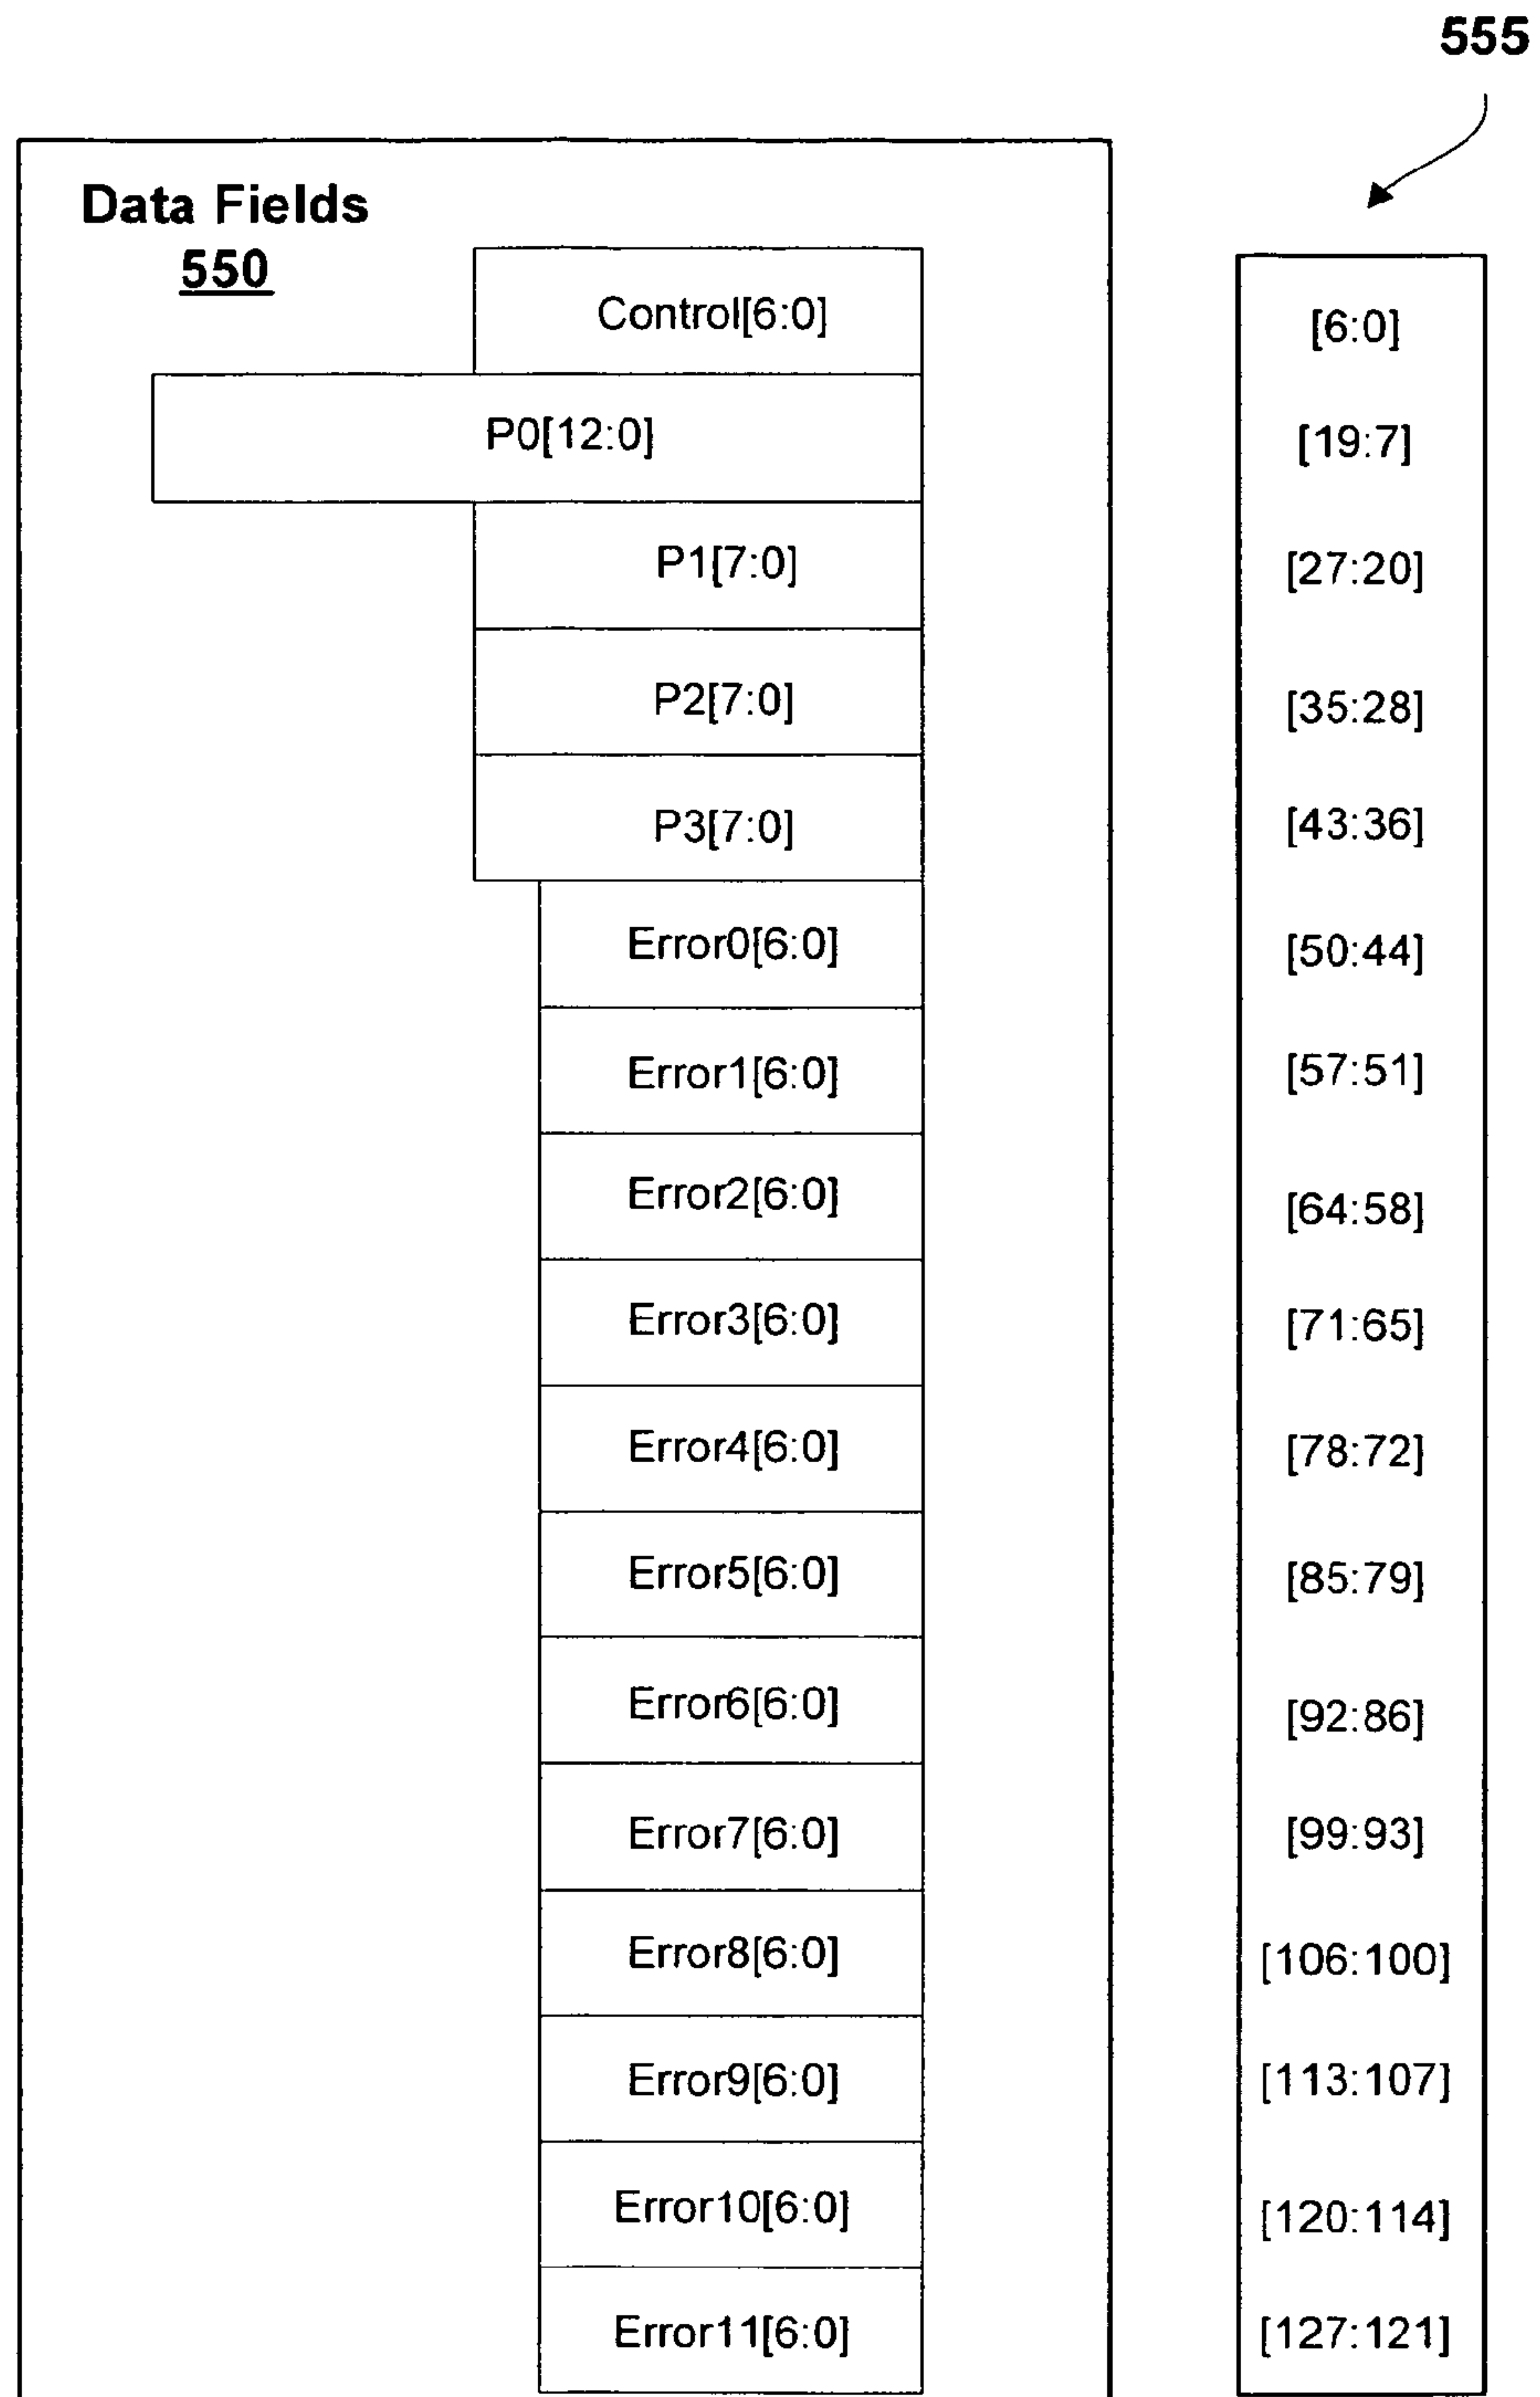 555
Data Fields
550
Control[6:0] [6:0]
P0[12:0] [19:7]
P1[7:0] [27:20]
P2[7:0] [35:28]
P3[7:0] [43:36]
Error0[6:0] [50:44]
Error1[6:0] [57:51]
Error2[6:0] [64:58]
Error3[6:0] [71:65]
Error4[6:0] [78:72]
Error5[6:0] [85:79]
Error6[6:0] [92:86]
Error7[6:0] [99:93]
Error8[6:0] [106:100]
Error9[6:0] [113:107]
Error10[6:0] [120:114]
Error11[6:0] [127:121]